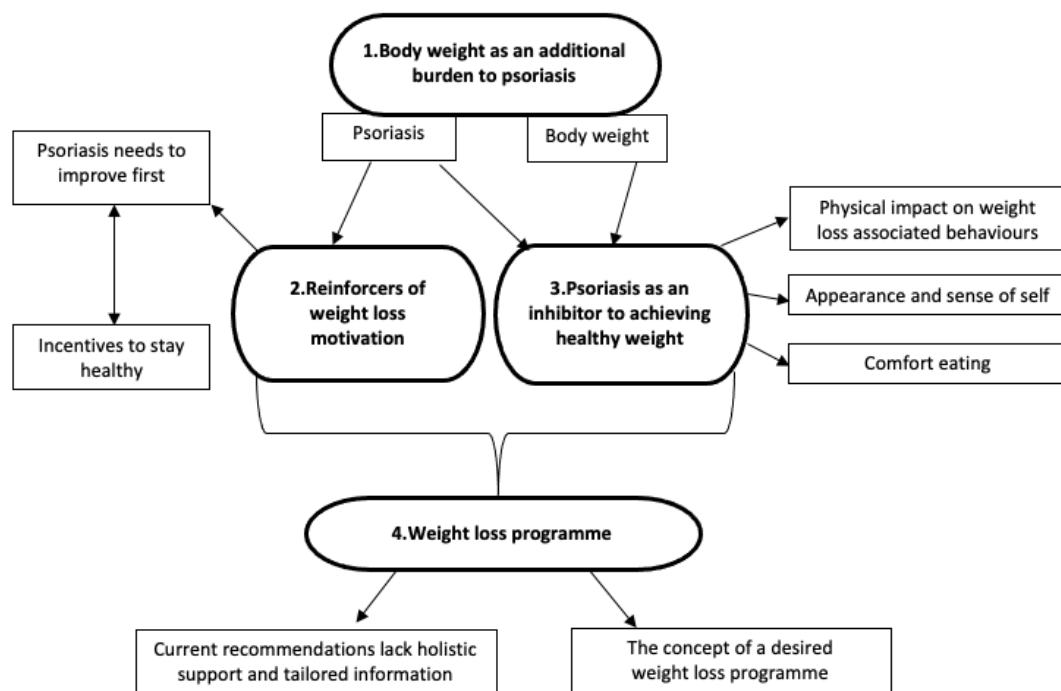 1.Body weight as an additional
burden to psoriasis
Psoriasis
Body weight
Psoriasis needs to
improve first
Physical impact on weight
loss associated behaviours
2.Reinforcers of
weight loss
motivation
3.Psoriasis as an
inhibitor to achieving
healthy weight
Appearance and sense of self
Incentives to stay
healthy
Comfort eating
4.Weight loss programme
Current recommendations lack holistic
support and tailored information
The concept of a desired
weight loss programme